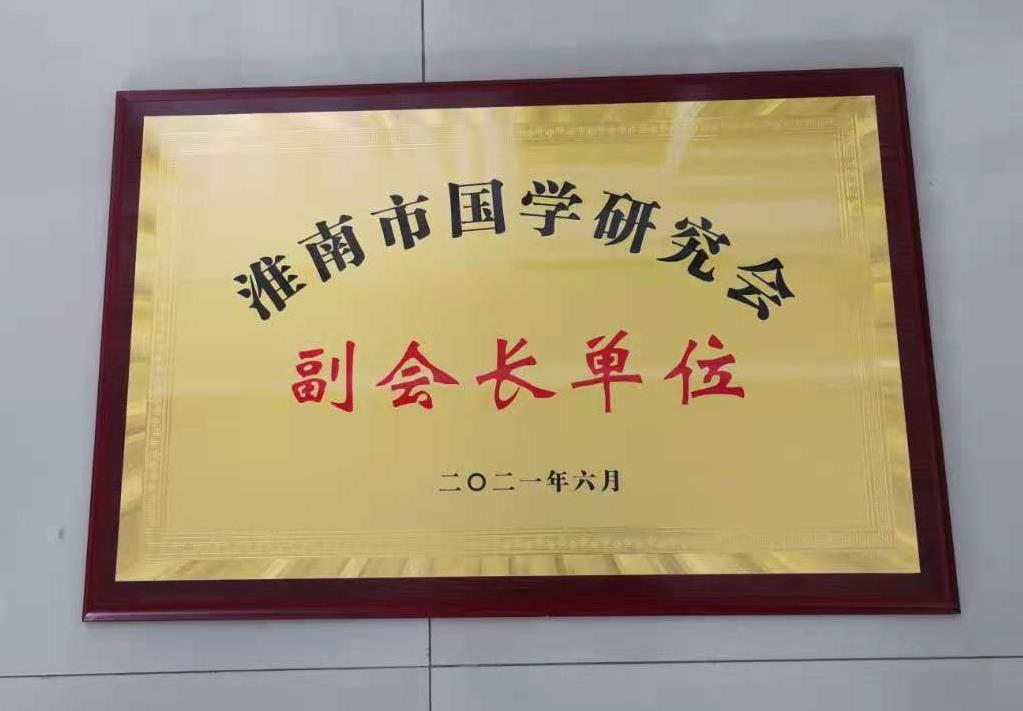 淮南市国学研究会
副会长单位
二〇二一年六月